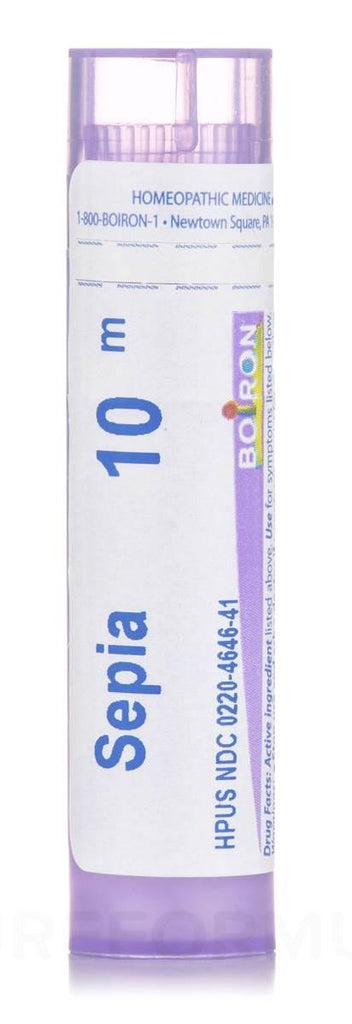 HOMEOPATHIC MEDICINE
1-800-BOIRON-1 • Newtown Square, PA
Sepia 10 m
BOIRON
HPUS NDC 0220-4646-41
Drug Facts: Active ingredient listed above. Use for symptoms listed below.